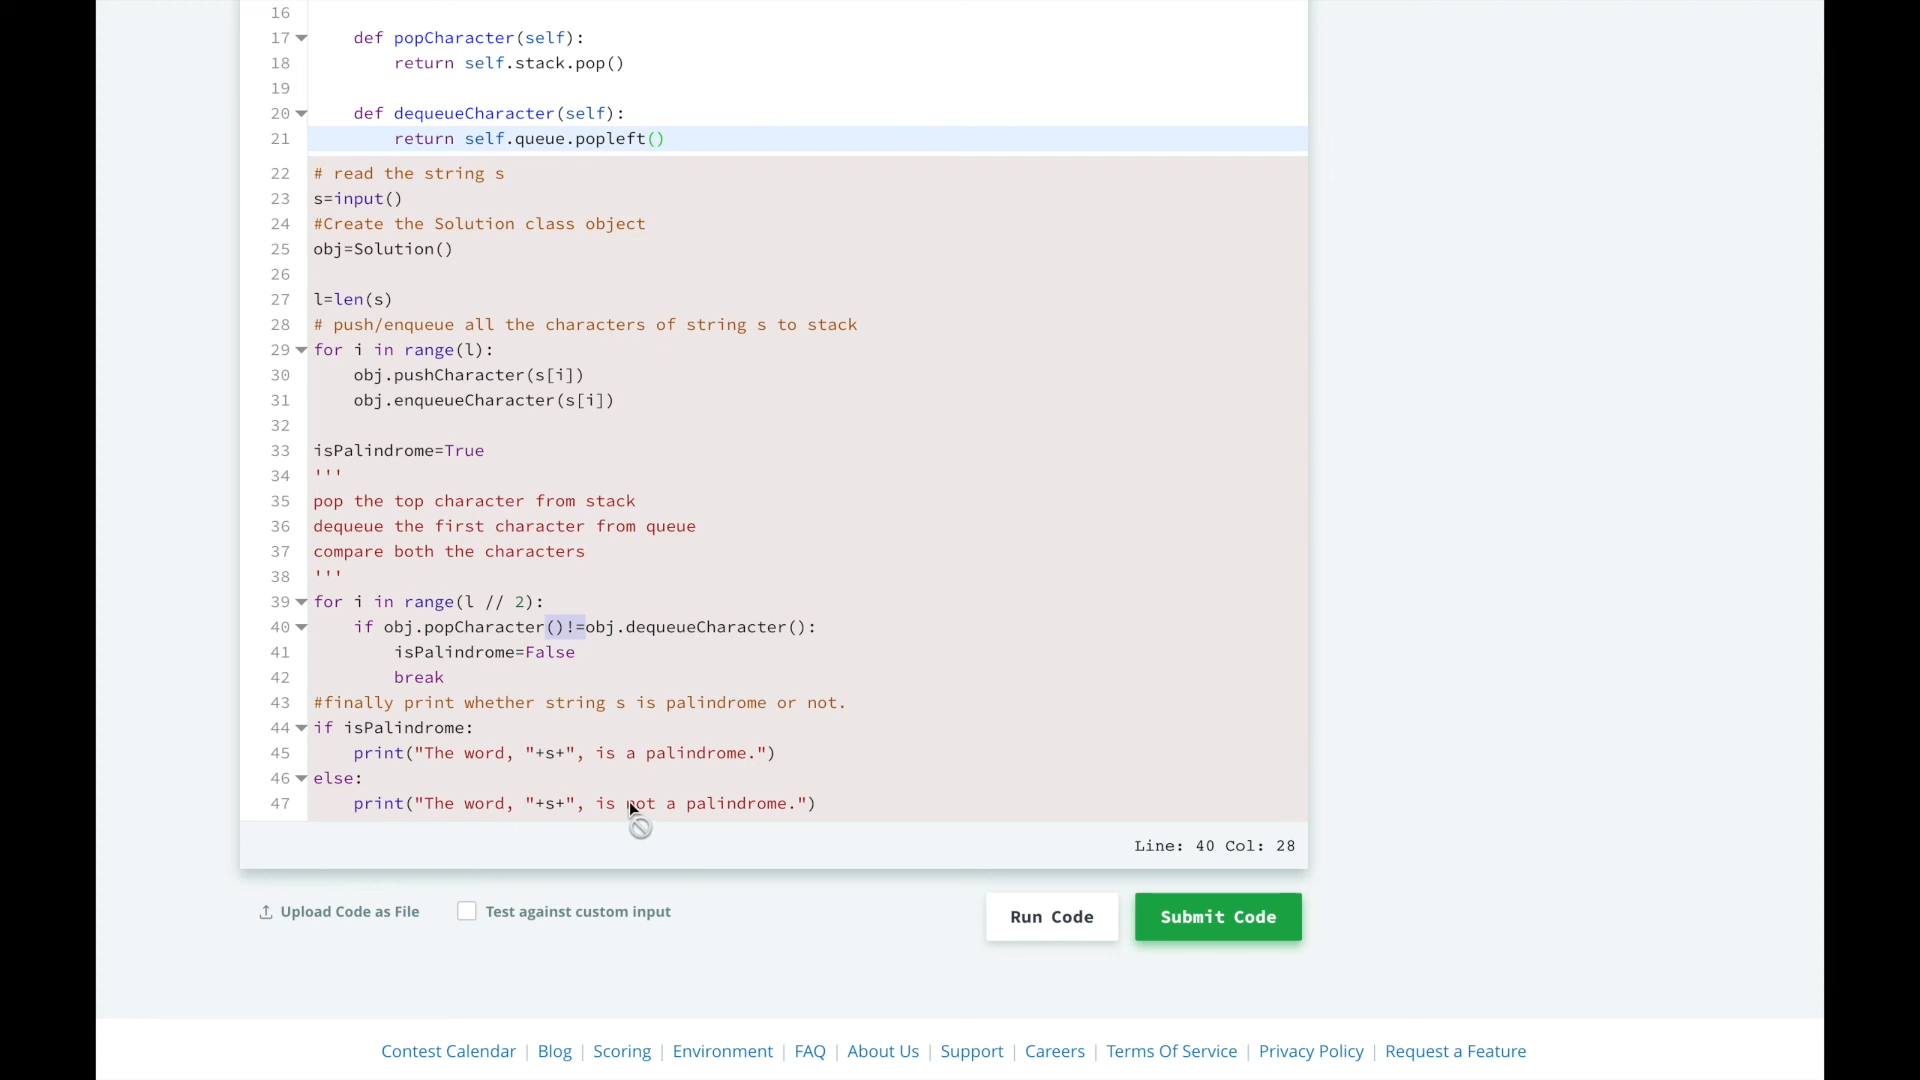 16
17 def popCharacter(self):
18 return self.stack.pop()
19
20 def dequeueCharacter(self):
21 return self.queue.popleft()
22 # read the string s
23 s=input()
24 #Create the Solution class object
25 obj=Solution()
26
27 l=len(s)
28 # push/enqueue all the characters of string s to stack
29 for i in range(l):
30 obj.pushCharacter(s[i])
31 obj.enqueueCharacter(s[i])
32
33 isPalindrome=True
34 '''
35 pop the top character from stack
36 dequeue the first character from queue
37 compare both the characters
38 '''
39 for i in range(l // 2):
40 if obj.popCharacter()!=obj.dequeueCharacter():
41 isPalindrome=False
42 break
43 #finally print whether string s is palindrome or not.
44 if isPalindrome:
45 print("The word, "+s+", is a palindrome.")
46 else:
47 print("The word, "+s+", is not a palindrome.")
Line: 40 Col: 28
Upload Code as File Test against custom input Run Code Submit Code
Contest Calendar | Blog | Scoring | Environment | FAQ | About Us | Support | Careers | Terms Of Service | Privacy Policy | Request a Feature